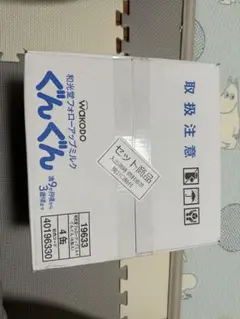 取扱注意
wakodo
和光堂フォローアップミルク
ぐんぐん
満9か月頃から
3歳頃まで
セット商品
19633
4缶
40196330